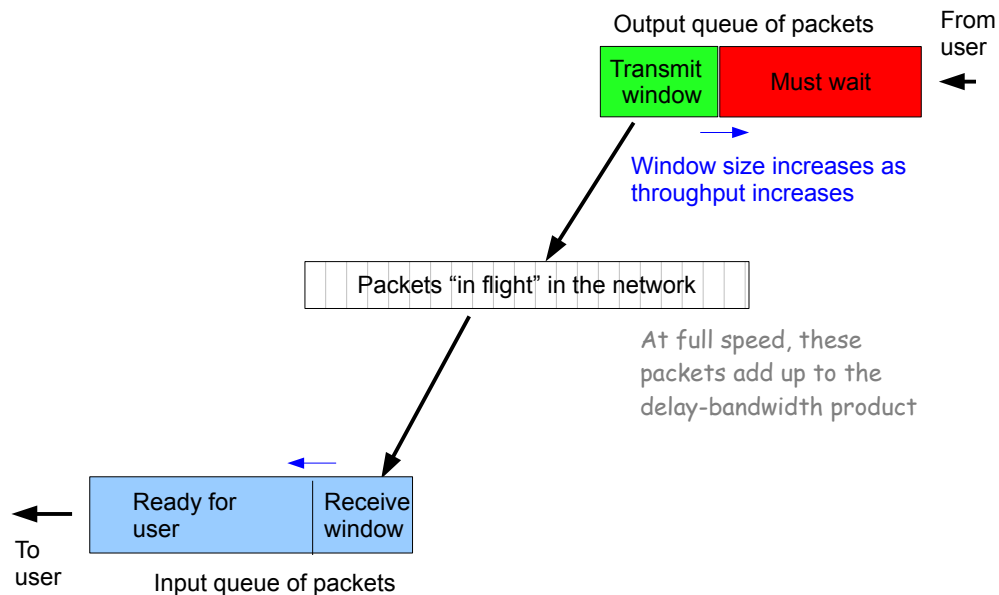 Output queue of packets
From
user
Transmit
window
Must wait
Window size increases as
throughput increases
Packets “in flight” in the network
At full speed, these
packets add up to the
delay-bandwidth product
Ready for
user
Receive
window
To
user
Input queue of packets